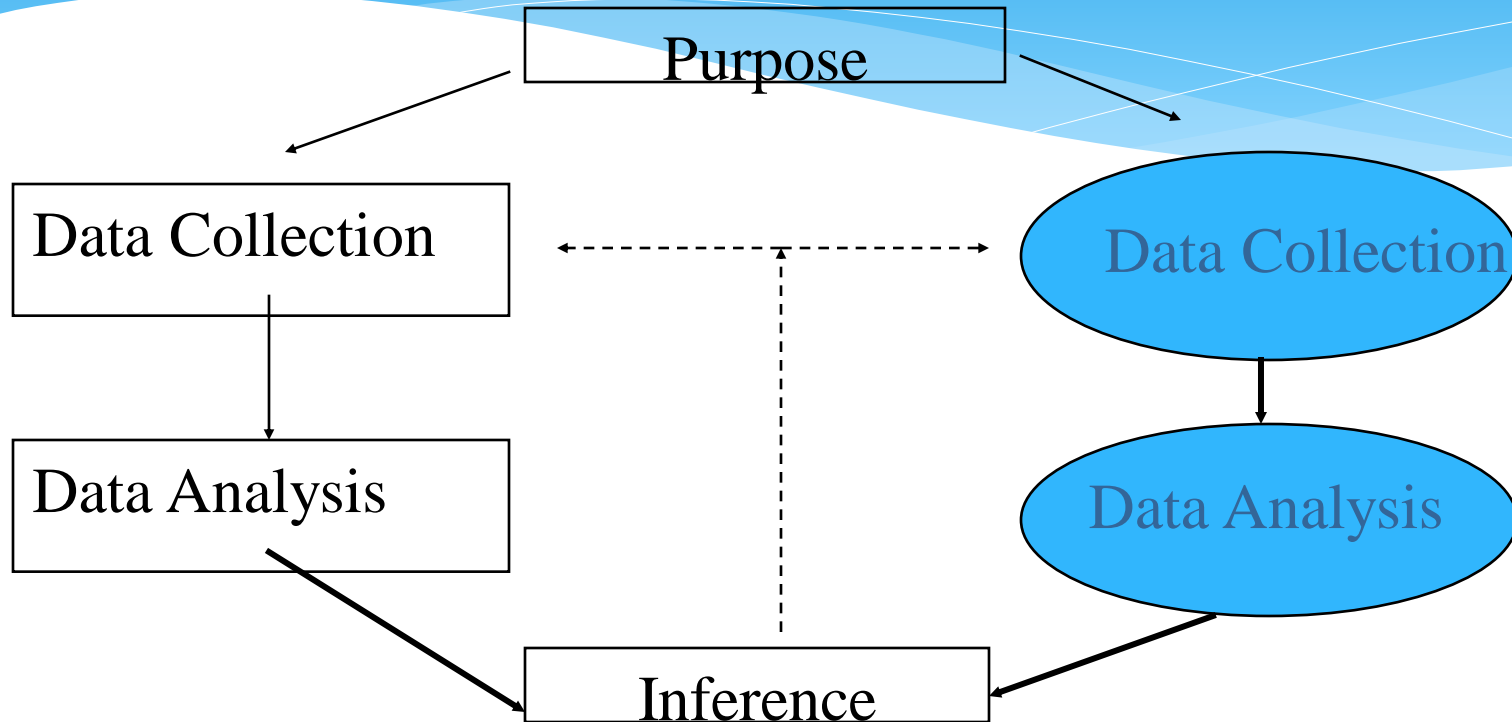 Purpose
Data Collection
Data Collection
Data Analysis
Data Analysis
Inference